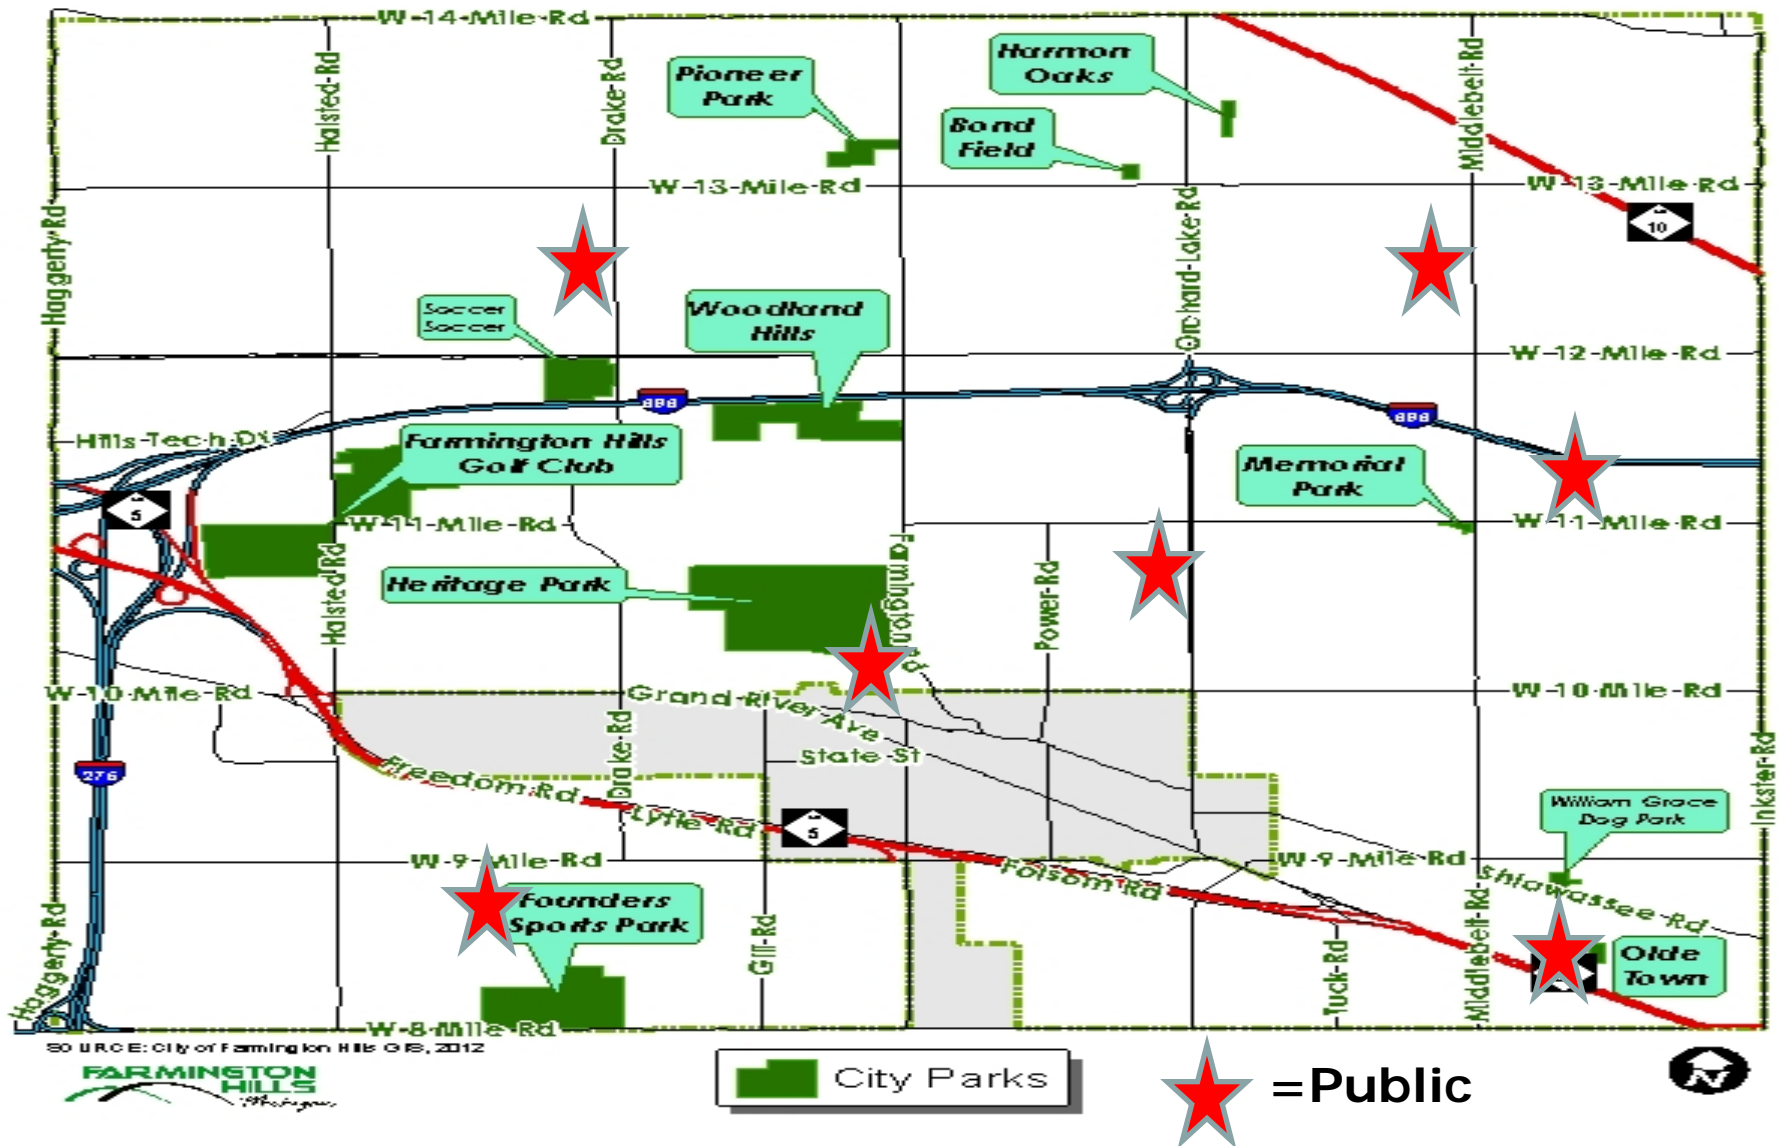 W-14-Mile-Rd
Halsted-Rd
Drake-Rd
Pioneer
Park
Harmon
Oaks
Bond
Field
Middlebelt-Rd
W-13-Mile-Rd
W-13-Mile-Rd
10
Haggerty-Rd
Orchard-Lake-Rd
Soccer
Soccer
Woodland
Hills
W-12-Mile-Rd
696
696
Hills-Tech-Dr
Farmington Hills
Golf Club
Memorial
Park
5
W-11-Mile-Rd
W-11-Mile-Rd
Halsted-Rd
Heritage Park
Farmington-Rd
Power-Rd
W-10-Mile-Rd
Grand-River-Ave
W-10-Mile-Rd
Drake-Rd
State-St
275
Freedom-Rd
Lytle-Rd
5
Inkster-Rd
William Grace
Dog Park
W-9-Mile-Rd
Folsom-Rd
W-9-Mile-Rd
Shiawassee-Rd
Founders
Sports Park
Haggerty-Rd
Gill-Rd
Tuck-Rd
Middlebelt-Rd
Olde
Town
W-8-Mile-Rd
SOURCE: City of Farmington Hills GIS, 2012
FARMINGTON
HILLS
Michigan
City Parks
=Public
N